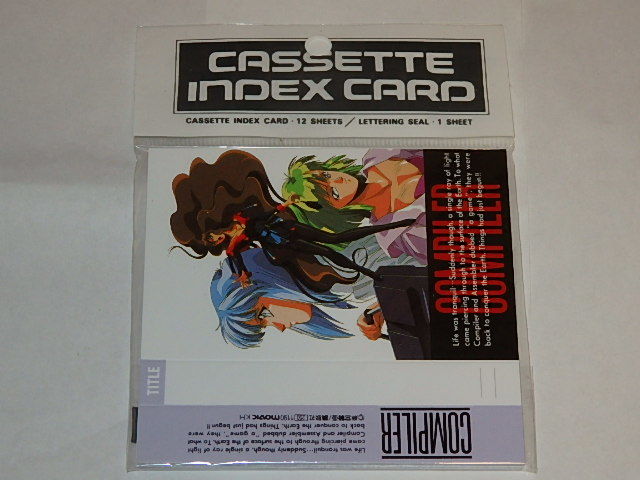 CASSETTE
INDEX CARD
CASSETTE INDEX CARD · 12 SHEETS / LETTERING SEAL · 1 SHEET
COMPILER
COMPILER
Life was tranquil…Suddenly though, a single ray of light
came piercing through to the surface of the Earth. To what
Compiler and Assembler dubbed "a game", they were
back to conquer the Earth. Things had just begun!!
TITLE
COMPILER
Life was tranquil…Suddenly though, a single ray of light
came piercing through to the surface of the Earth. To what
Compiler and Assembler dubbed "a game", they were
back to conquer the Earth. Things had just begun!!
movic K·H